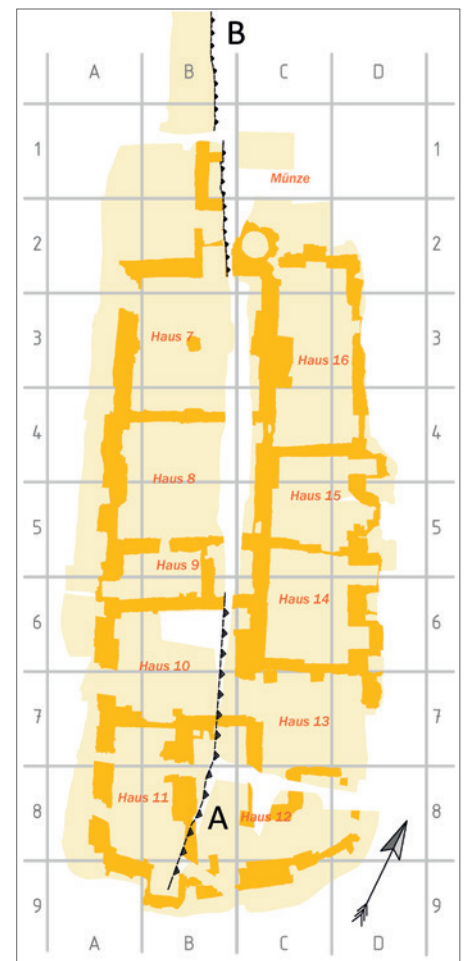 B
A B C D
1 Münze 1
2 2
3 Haus 7 Haus 16 3
4 4
Haus 8 Haus 15
5 5
Haus 9
6 Haus 14 6
Haus 10
7 Haus 13 7
Haus 11
8 A Haus 12 8
9 9
A B C D